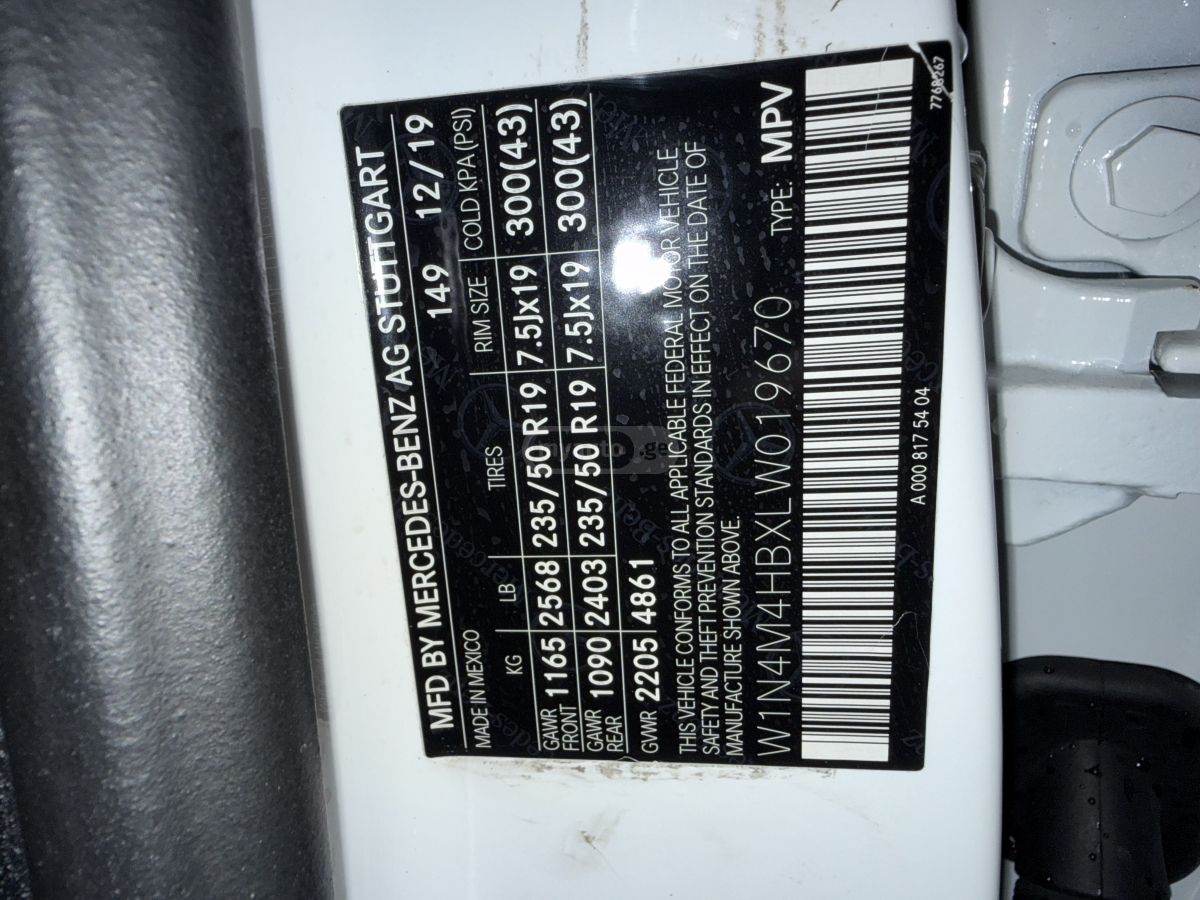 MFD BY MERCEDES-BENZ AG STUTTGART
MADE IN MEXICO 149 12/19
KG LB TIRES RIM SIZE COLD KPA (PSI)
GAWR FRONT 1165 2568 235/50 R19 7.5Jx19 300(43)
GAWR REAR 1090 2403 235/50 R19 7.5Jx19 300(43)
GVWR 2205 4861
THIS VEHICLE CONFORMS TO ALL APPLICABLE FEDERAL MOTOR VEHICLE
SAFETY AND THEFT PREVENTION STANDARDS IN EFFECT ON THE DATE OF
MANUFACTURE SHOWN ABOVE.
W1N4M4HBXLW019670 TYPE: MPV
A 000 817 54 04
7768267
myauto.ge